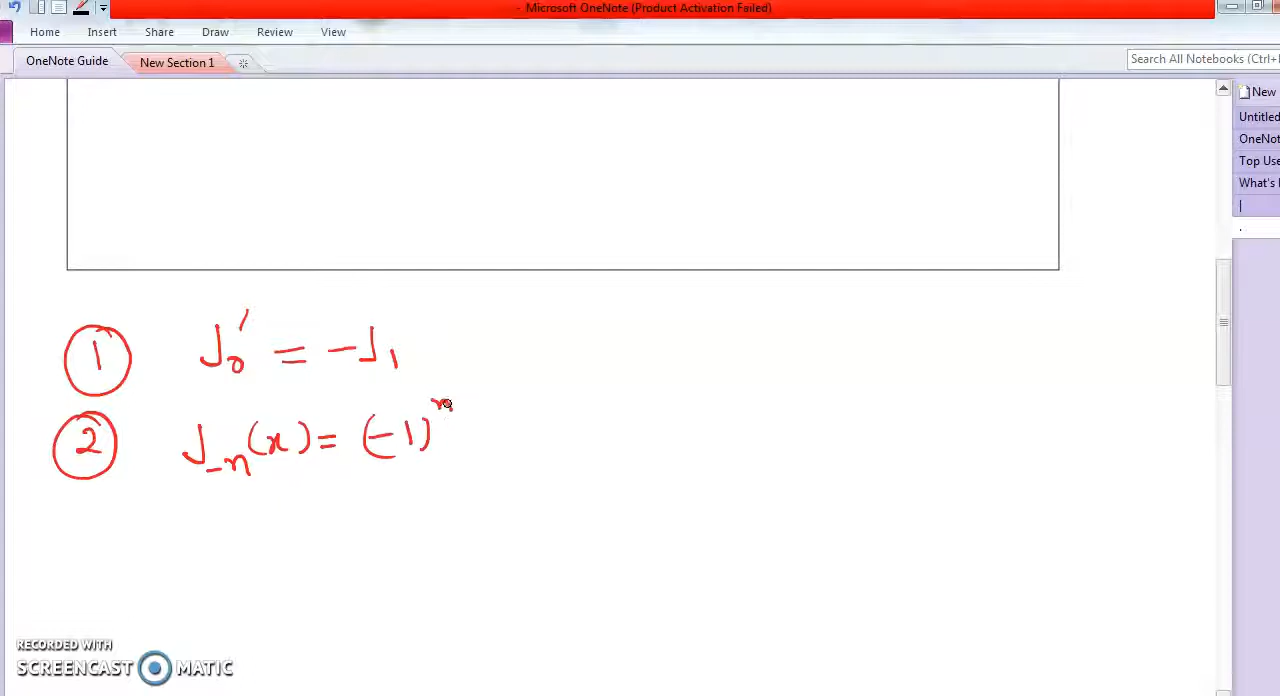 - Microsoft OneNote (Product Activation Failed)
Home Insert Share Draw Review View
OneNote Guide New Section 1
Search All Notebooks (Ctrl+
New
Untitled
OneNot
Top Use
What's
① J₀' = -J₁
② J₋ₙ(x) = (-1)ⁿ
RECORDED WITH
SCREENCAST MATIC